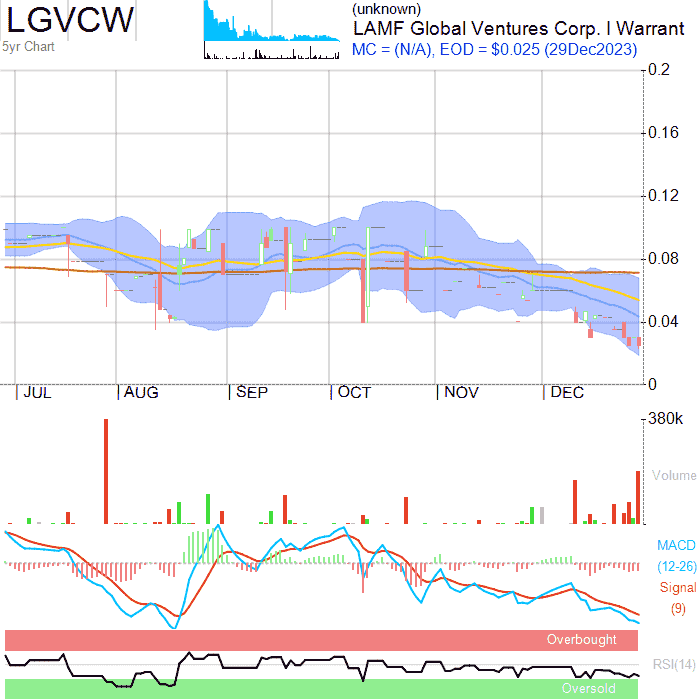 LGVCW
5yr Chart
(unknown)
LAMF Global Ventures Corp. I Warrant
MC = (N/A), EOD = $0.025 (29Dec2023)
0.2
0.16
0.12
0.08
0.04
0
JUL AUG SEP OCT NOV DEC
380k
Volume
MACD
(12-26)
Signal
(9)
Overbought
RSI(14)
Oversold